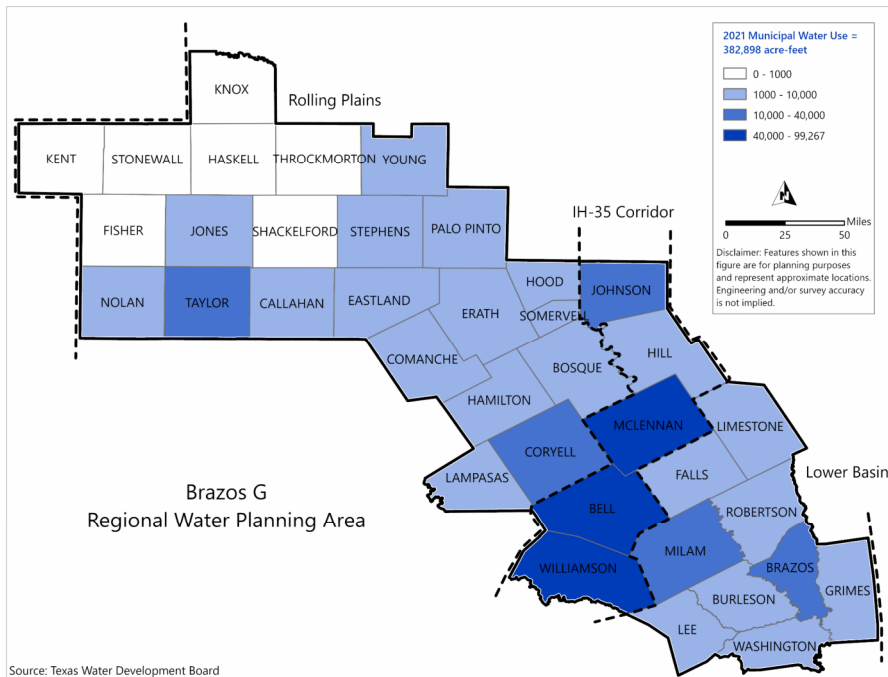 2021 Municipal Water Use =
382,898 acre-feet
0 - 1000
1000 - 10,000
10,000 - 40,000
40,000 - 99,267
Miles
0 25 50
Disclaimer: Features shown in this
figure are for planning purposes
and represent approximate locations.
Engineering and/or survey accuracy
is not implied.
KNOX
Rolling Plains
KENT
STONEWALL
HASKELL
THROCKMORTON
YOUNG
FISHER
JONES
SHACKELFORD
STEPHENS
PALO PINTO
IH-35 Corridor
NOLAN
TAYLOR
CALLAHAN
EASTLAND
HOOD
JOHNSON
ERATH
SOMERVELL
COMANCHE
BOSQUE
HILL
HAMILTON
MCLENNAN
LIMESTONE
CORYELL
LAMPASAS
FALLS
Lower Basin
Brazos G
Regional Water Planning Area
BELL
ROBERTSON
MILAM
WILLIAMSON
BRAZOS
GRIMES
BURLESON
LEE
WASHINGTON
Source: Texas Water Development Board